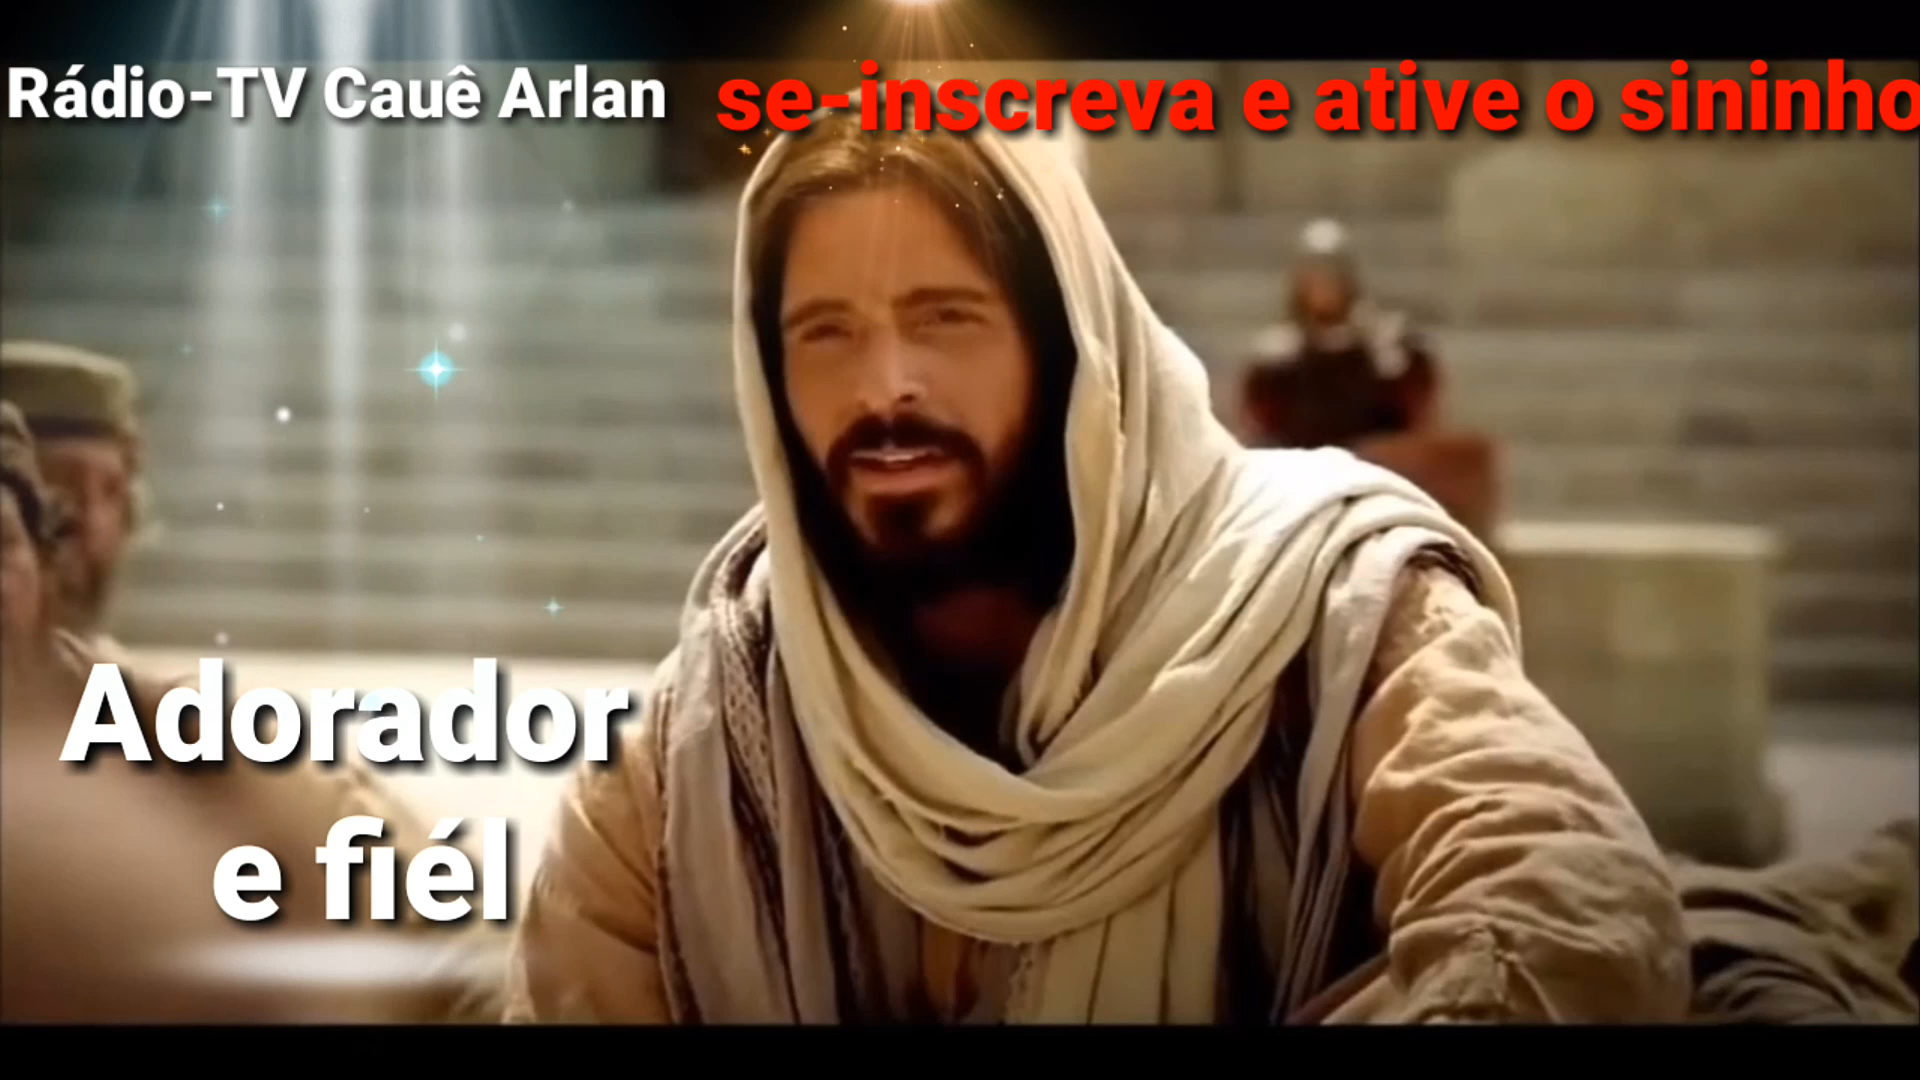 Rádio-TV Cauê Arlan
se-inscreva e ative o sininho
Adorador
e fiél